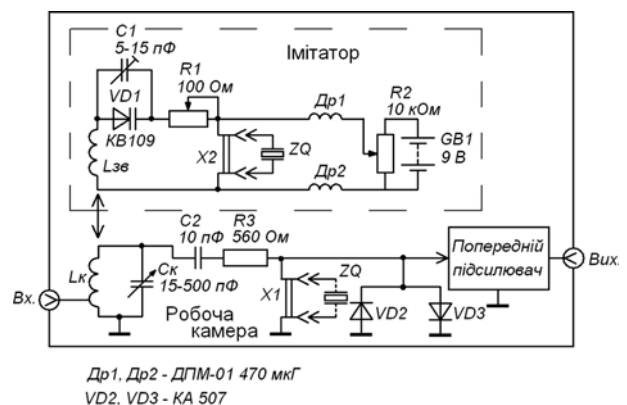 C1
5-15 пФ
Імітатор
R1
100 Ом
VD1
КВ109
Др1
R2
10 кОм
Lзв
X2
ZQ
GB1
9 В
Др2
C2
10 пФ
R3
560 Ом
Lк
Cк
15-500 пФ
ZQ
X1
Попередній
підсилювач
Вх.
Вих.
VD2
VD3
Робоча
камера
Др1, Др2 - ДПМ-01 470 мкГ
VD2, VD3 - КА 507